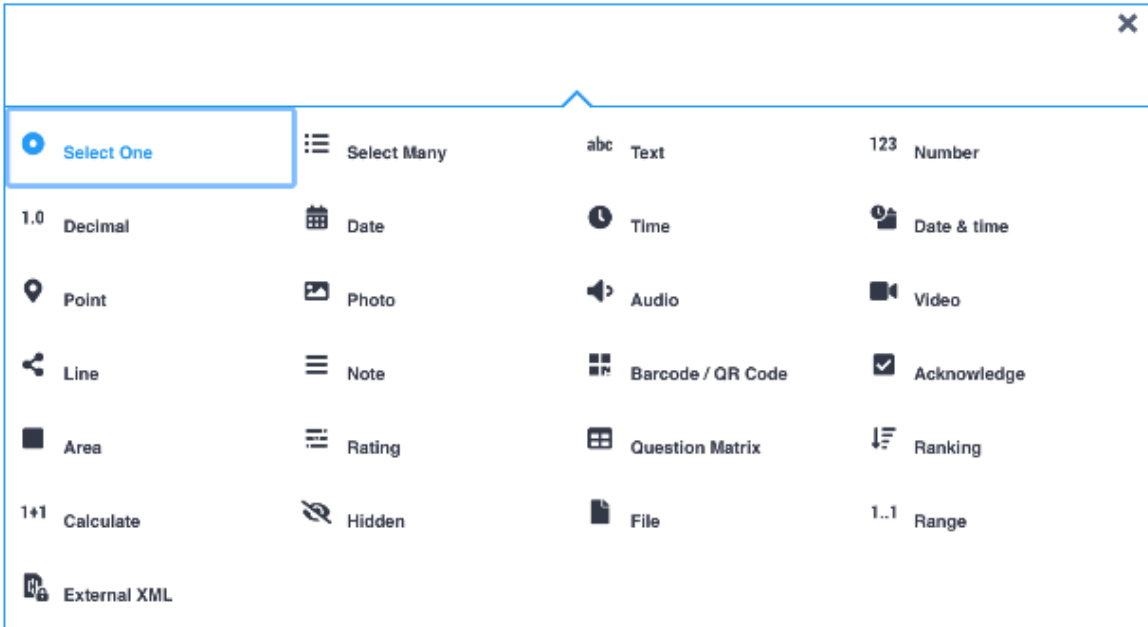 Select One Select Many abc Text 123 Number
1.0 Decimal Date Time Date & time
Point Photo Audio Video
Line Note Barcode / QR Code Acknowledge
Area Rating Question Matrix Ranking
1+1 Calculate Hidden File 1..1 Range
External XML